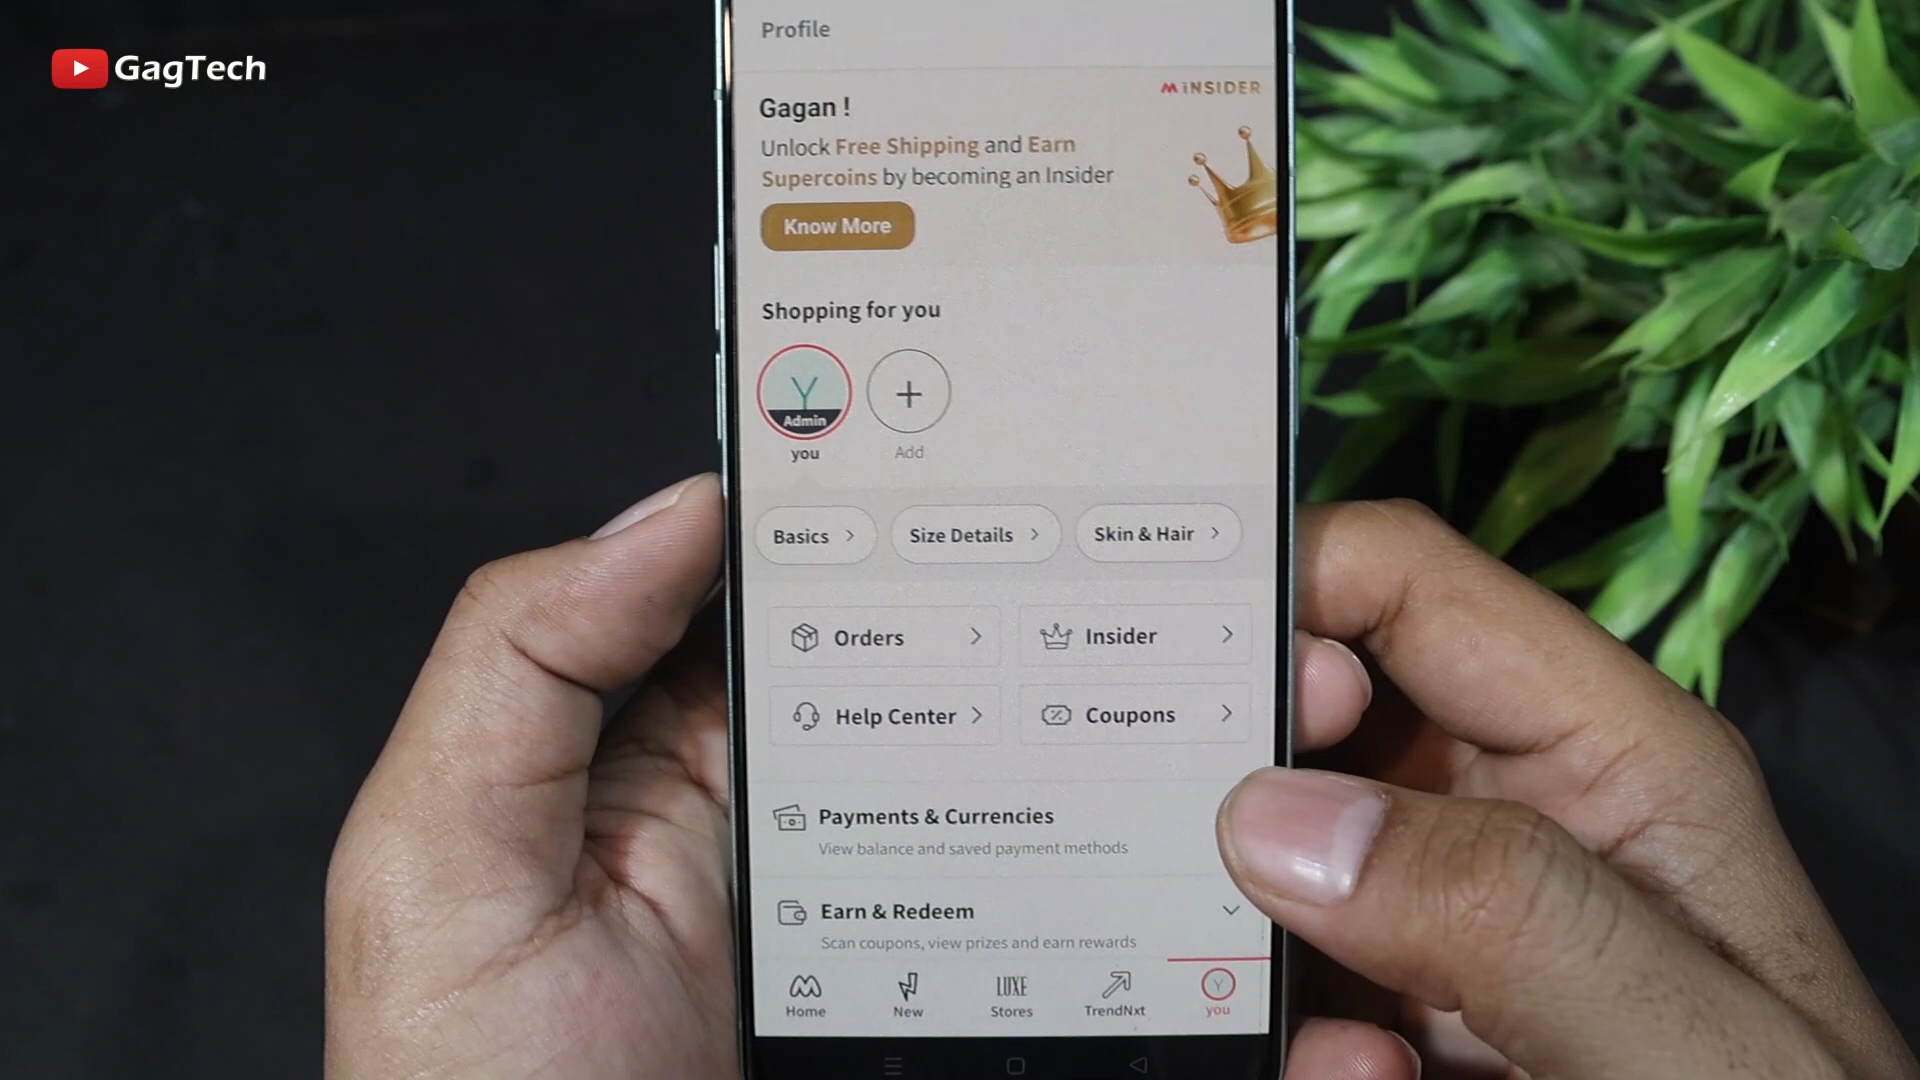 GagTech
Profile
M iNSIDER
Gagan !
Unlock Free Shipping and Earn
Supercoins by becoming an Insider
Know More
Shopping for you
Y
Admin
you
Add
Basics
Size Details
Skin & Hair
Orders
Insider
Help Center
Coupons
Payments & Currencies
View balance and saved payment methods
Earn & Redeem
Scan coupons, view prizes and earn rewards
LUXE
Y
Home
New
Stores
TrendNxt
you